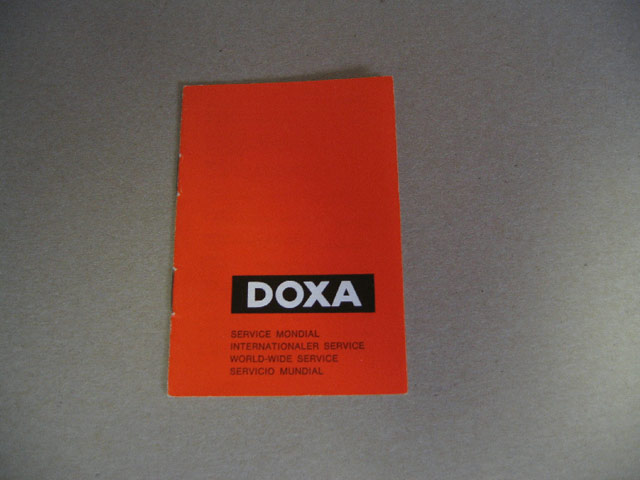 DOXA
SERVICE MONDIAL
INTERNATIONALER SERVICE
WORLD-WIDE SERVICE
SERVICIO MUNDIAL